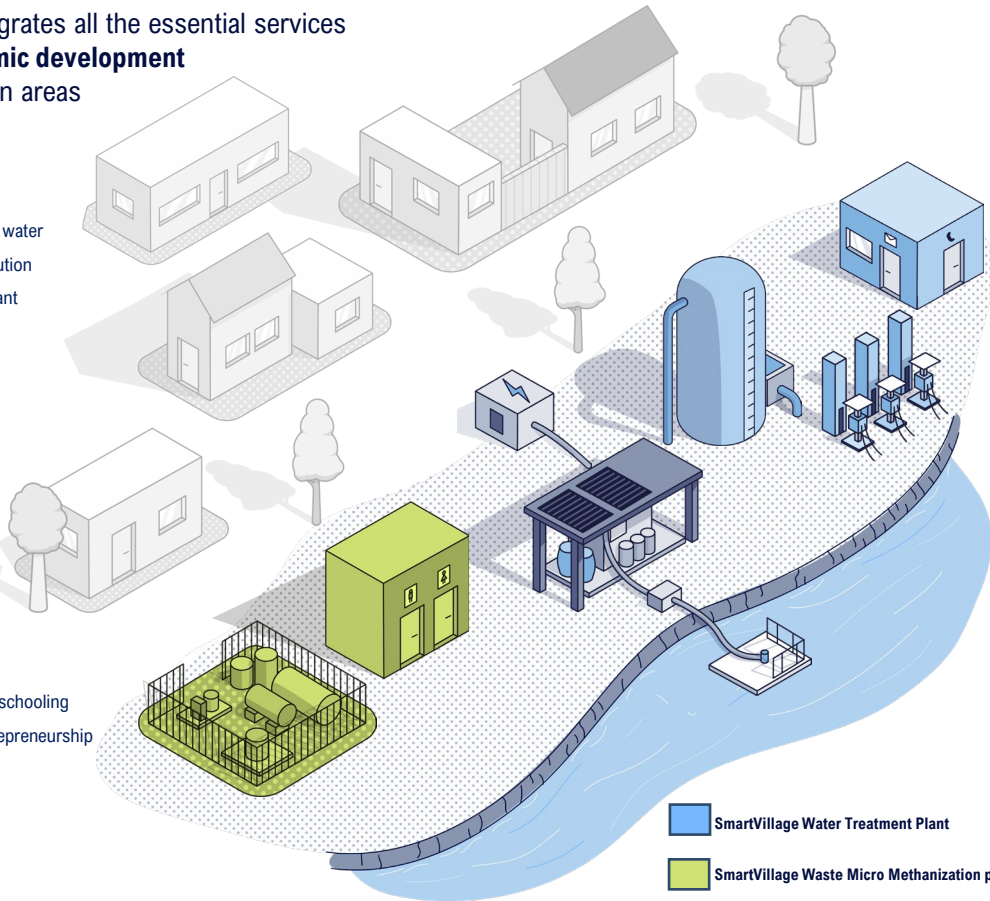 grates all the essential services
mic development
n areas
water
ution
ant
schooling
epreneurship
SmartVillage Water Treatment Plant
SmartVillage Waste Micro Methanization p